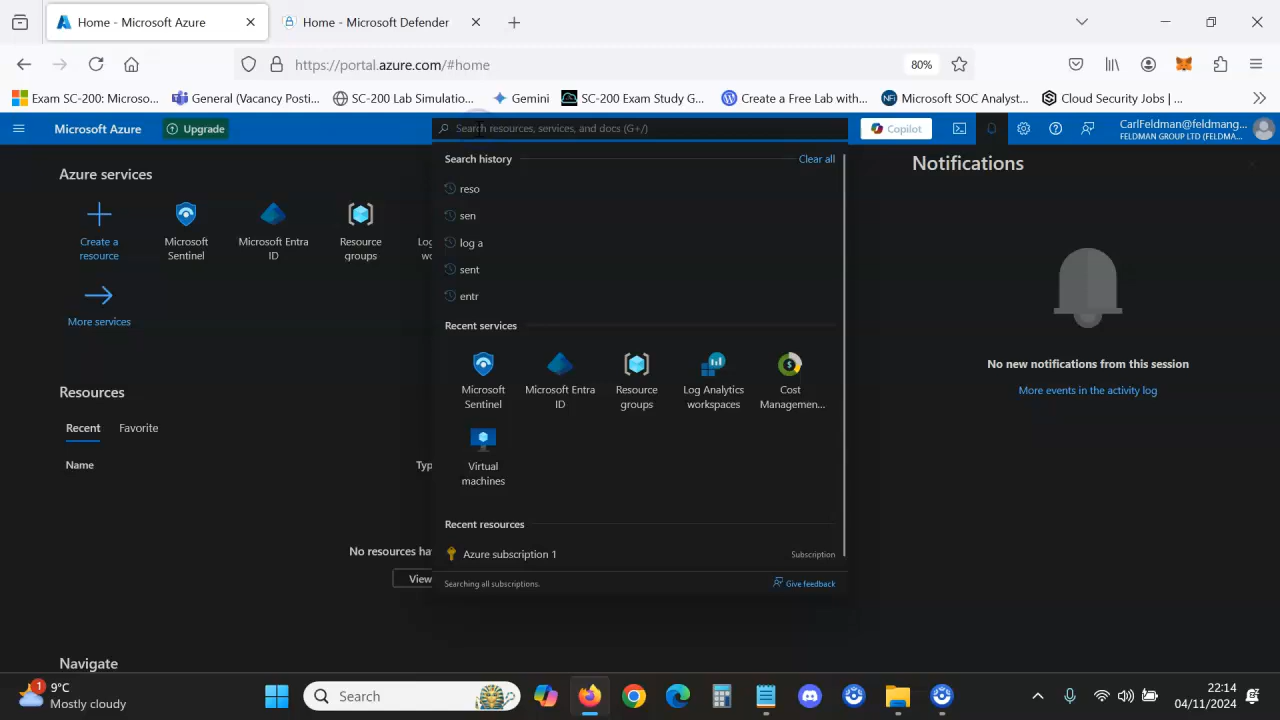 Home - Microsoft Azure
Home - Microsoft Defender
https://portal.azure.com/#home
80%
Exam SC-200: Microso...
General (Vacancy Positi...
SC-200 Lab Simulatio...
Gemini
SC-200 Exam Study G...
Create a Free Lab with...
Microsoft SOC Analyst...
Cloud Security Jobs | ...
Microsoft Azure
Upgrade
Search resources, services, and docs (G+/)
Copilot
CarlFeldman@feldmang...
FELDMAN GROUP LTD (FELDMA...
Azure services
Create a
resource
Microsoft
Sentinel
Microsoft Entra
ID
Resource
groups
More services
Search history
Clear all
reso
sen
log a
sent
entr
Recent services
Microsoft
Sentinel
Microsoft Entra
ID
Resource
groups
Log Analytics
workspaces
Cost
Managemen...
Virtual
machines
Recent resources
Azure subscription 1
Subscription
Searching all subscriptions.
Give feedback
Notifications
No new notifications from this session
More events in the activity log
Resources
Recent
Favorite
Name
Typ
No resources ha
View
Navigate
1
9°C
Mostly cloudy
Search
22:14
04/11/2024